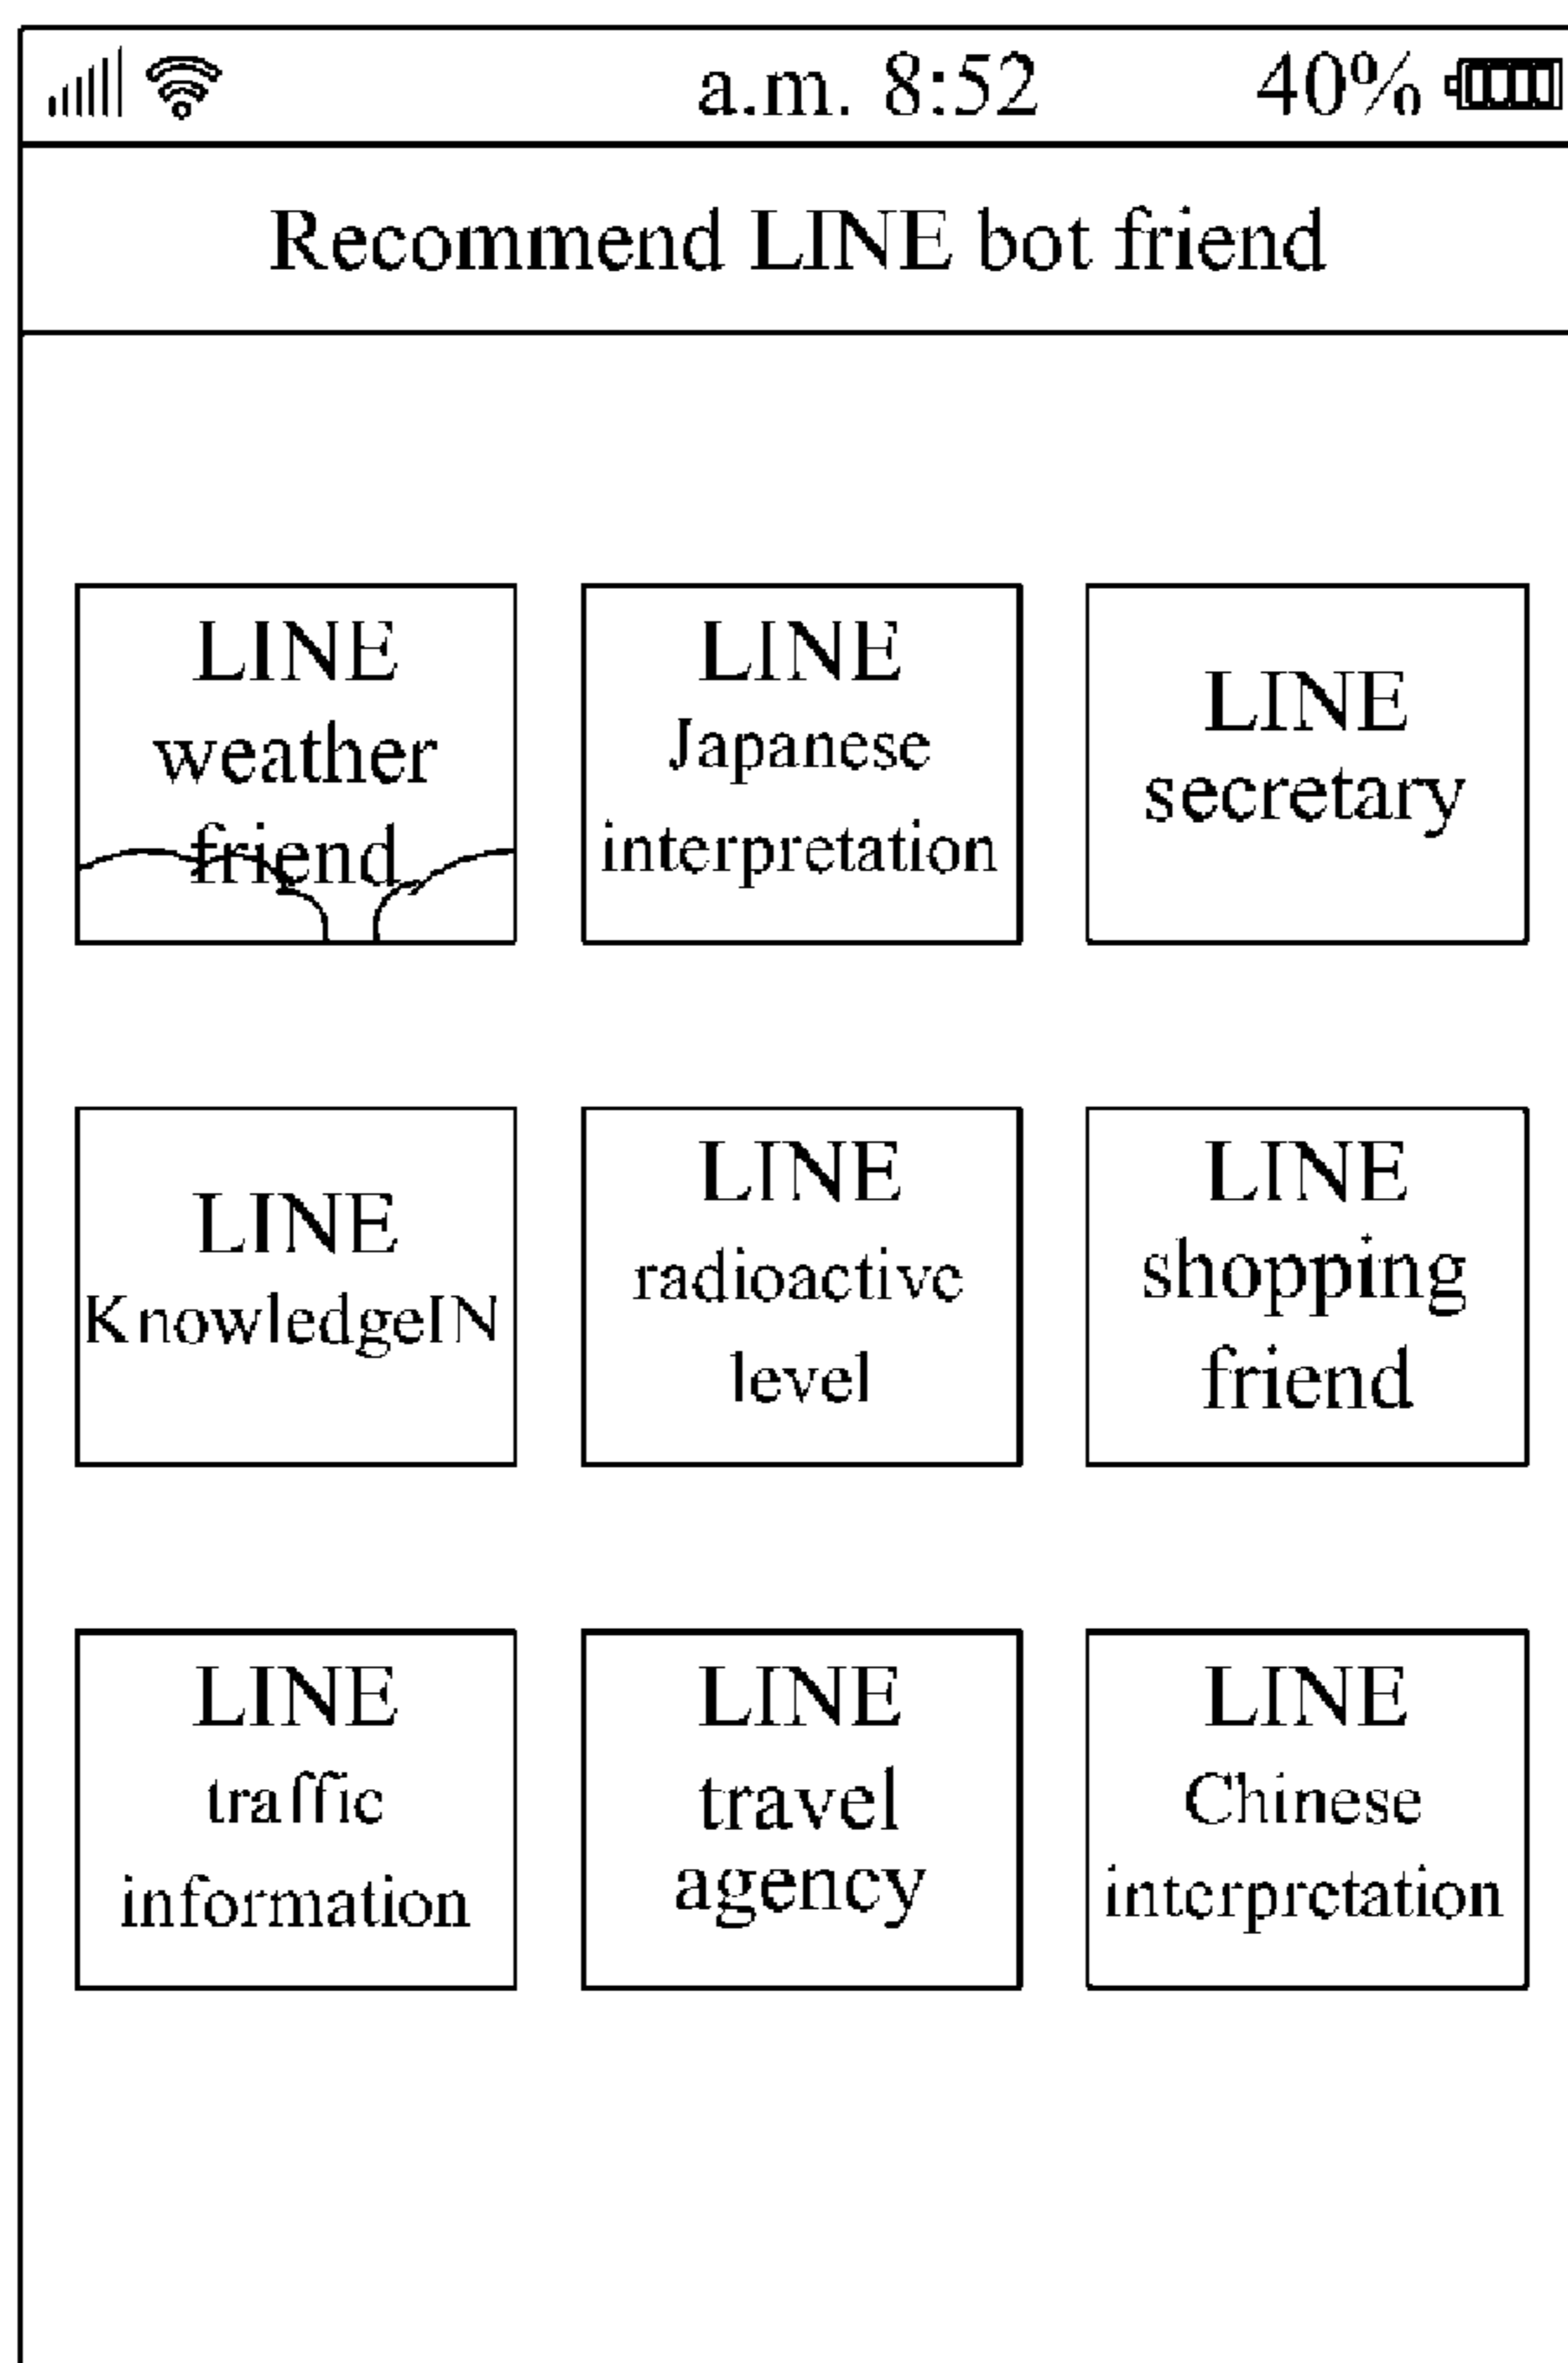 a.m. 8:52 40%
Recommend LINE bot friend
LINE
weather
friend
LINE
Japanese
interpretation
LINE
secretary
LINE
KnowledgeIN
LINE
radioactive
level
LINE
shopping
friend
LINE
traffic
information
LINE
travel
agency
LINE
Chinese
interpretation